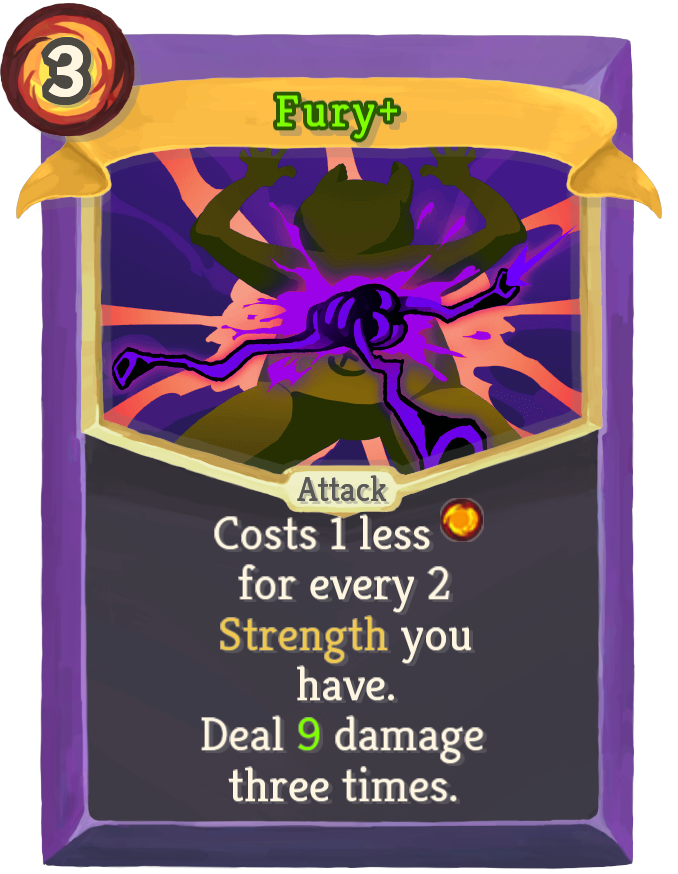 3
Fury+
Attack
Costs 1 less
for every 2
Strength you
have.
Deal 9 damage
three times.